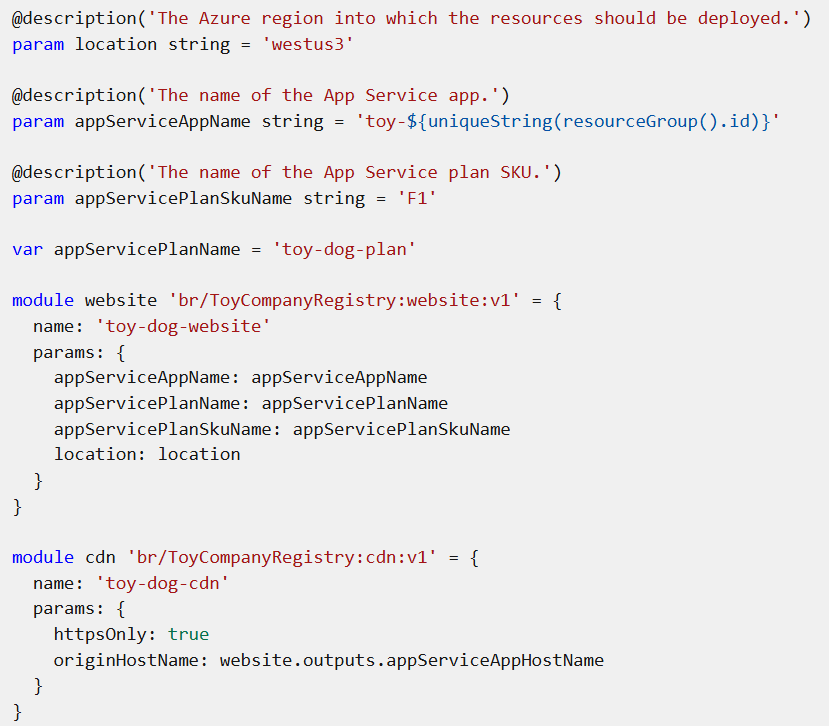 @description('The Azure region into which the resources should be deployed.')
param location string = 'westus3'

@description('The name of the App Service app.')
param appServiceAppName string = 'toy-${uniqueString(resourceGroup().id)}'

@description('The name of the App Service plan SKU.')
param appServicePlanSkuName string = 'F1'

var appServicePlanName = 'toy-dog-plan'

module website 'br/ToyCompanyRegistry:website:v1' = {
  name: 'toy-dog-website'
  params: {
    appServiceAppName: appServiceAppName
    appServicePlanName: appServicePlanName
    appServicePlanSkuName: appServicePlanSkuName
    location: location
  }
}

module cdn 'br/ToyCompanyRegistry:cdn:v1' = {
  name: 'toy-dog-cdn'
  params: {
    httpsOnly: true
    originHostName: website.outputs.appServiceAppHostName
  }
}